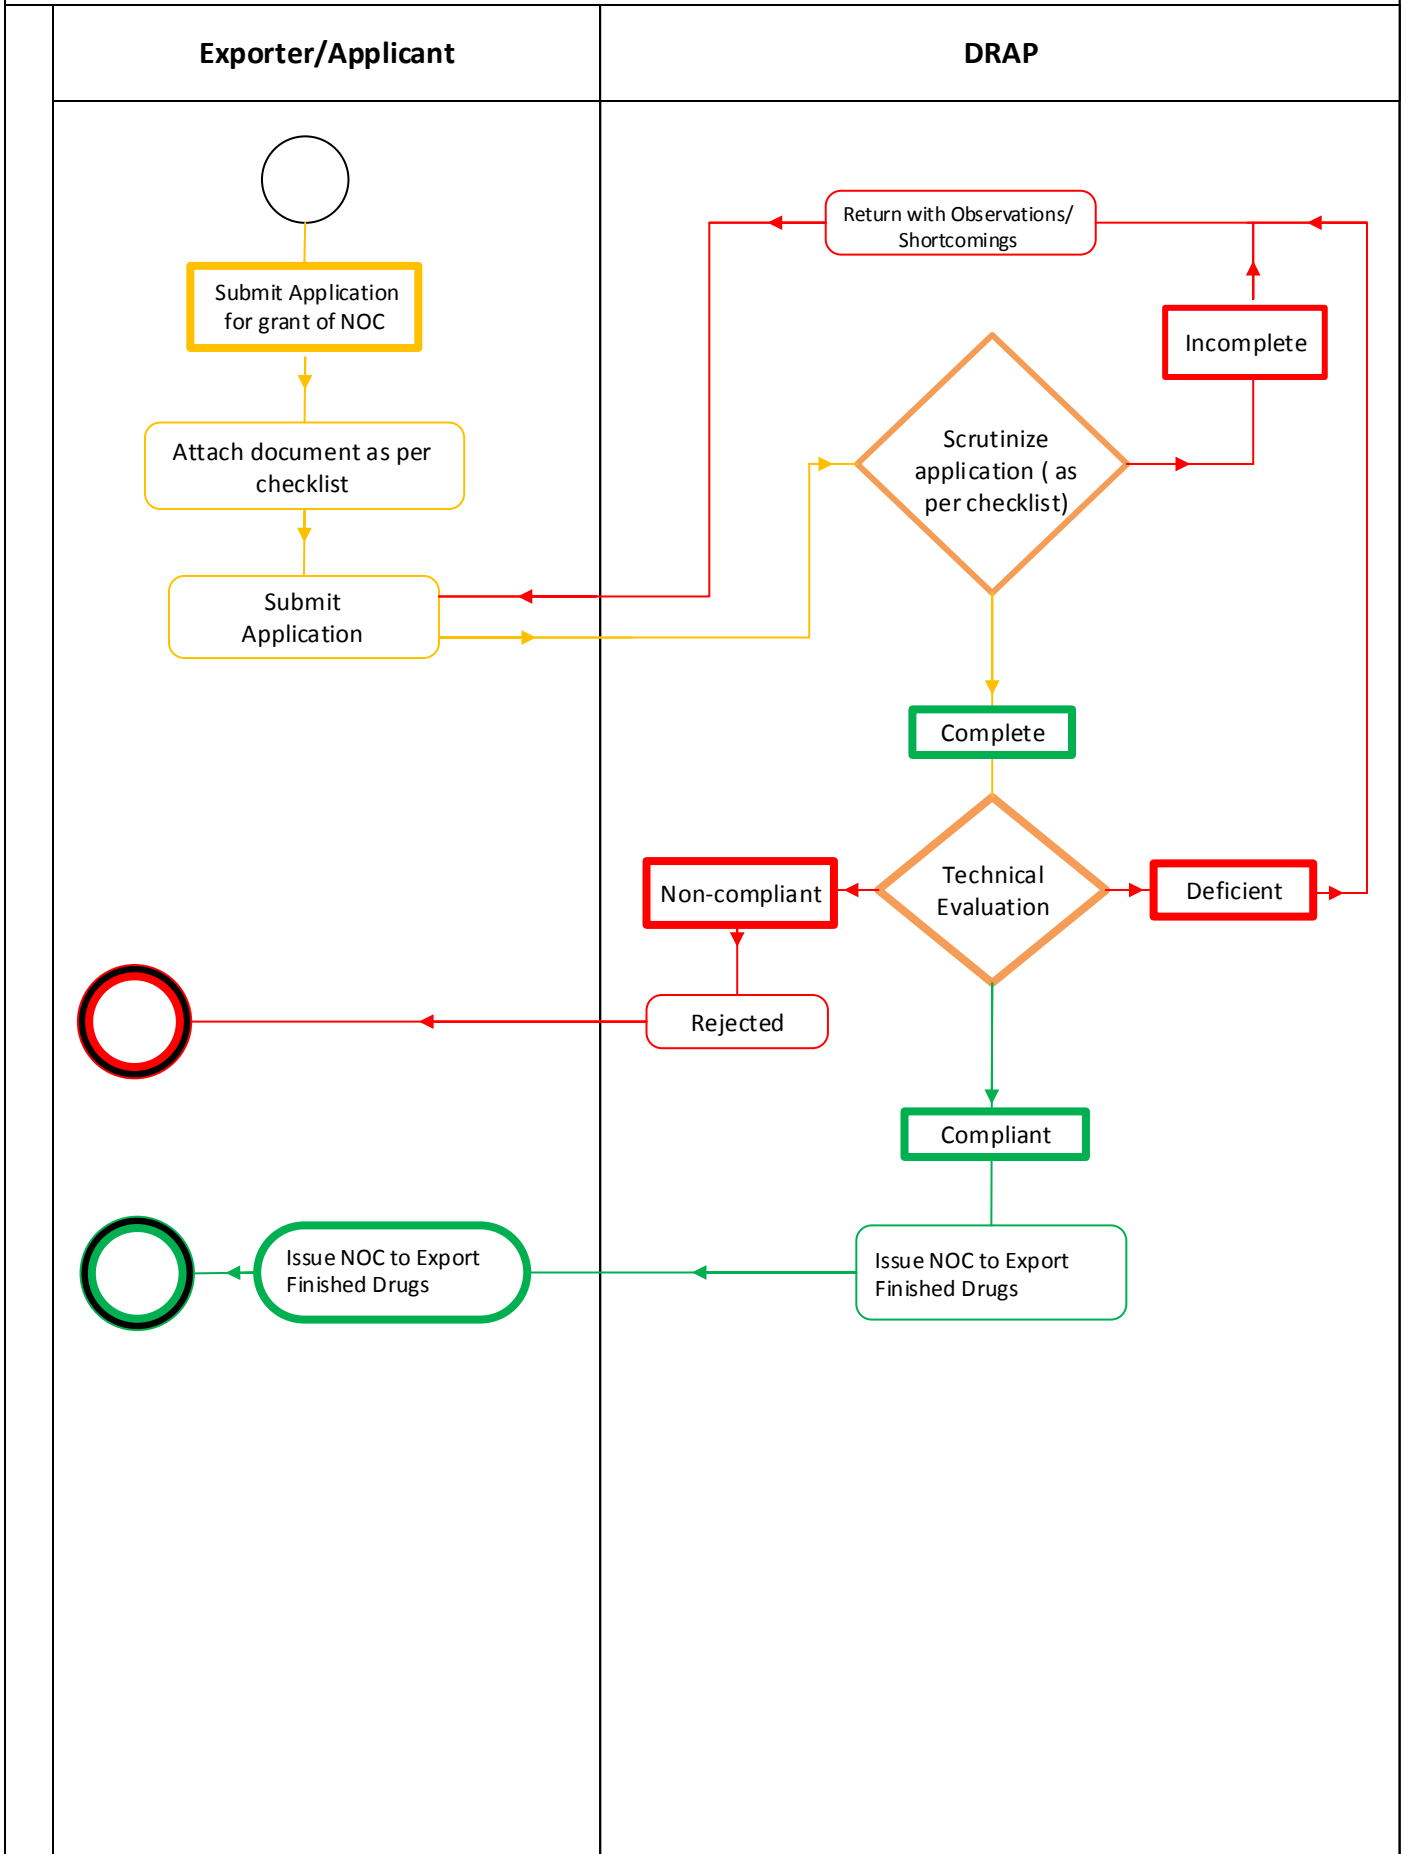 Exporter/Applicant
DRAP
Submit Application
for grant of NOC
Attach document as per
checklist
Submit
Application
Return with Observations/
Shortcomings
Incomplete
Scrutinize
application ( as
per checklist)
Complete
Technical
Evaluation
Non-compliant
Deficient
Rejected
Compliant
Issue NOC to Export
Finished Drugs
Issue NOC to Export
Finished Drugs